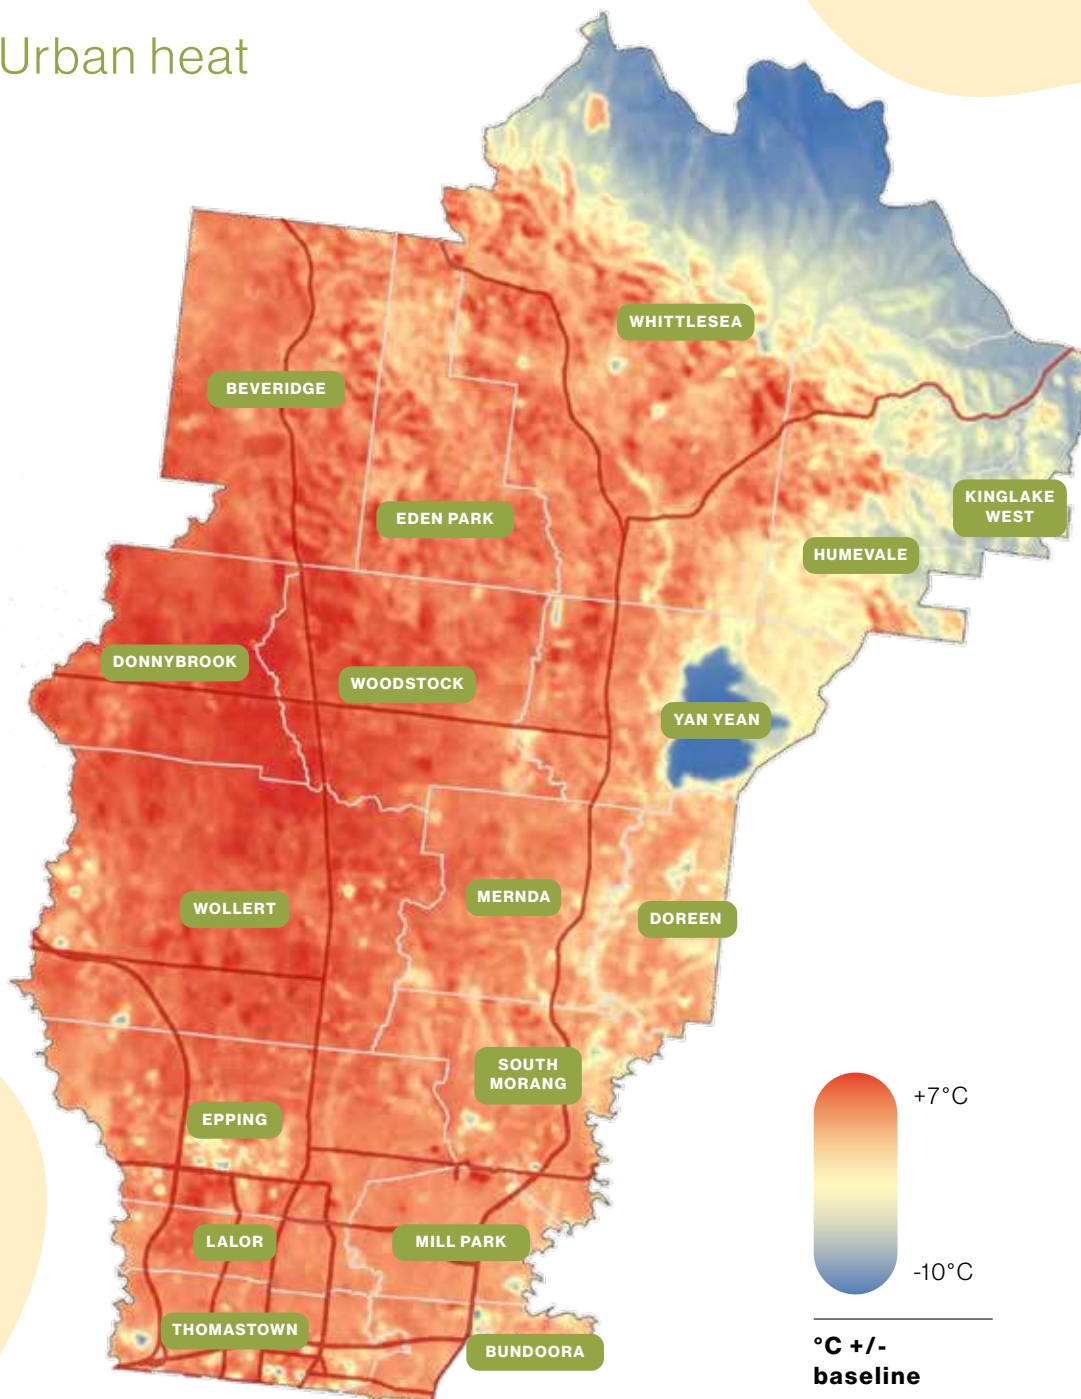 Urban heat
WHITTLESEA
BEVERIDGE
EDEN PARK
KINGLAKE
WEST
HUMEVALE
DONNYBROOK
WOODSTOCK
YAN YEAN
WOLLERT
MERNDA
DOREEN
SOUTH
MORANG
EPPING
LALOR
MILL PARK
THOMASTOWN
BUNDOORA
+7°C
-10°C
°C +/-
baseline